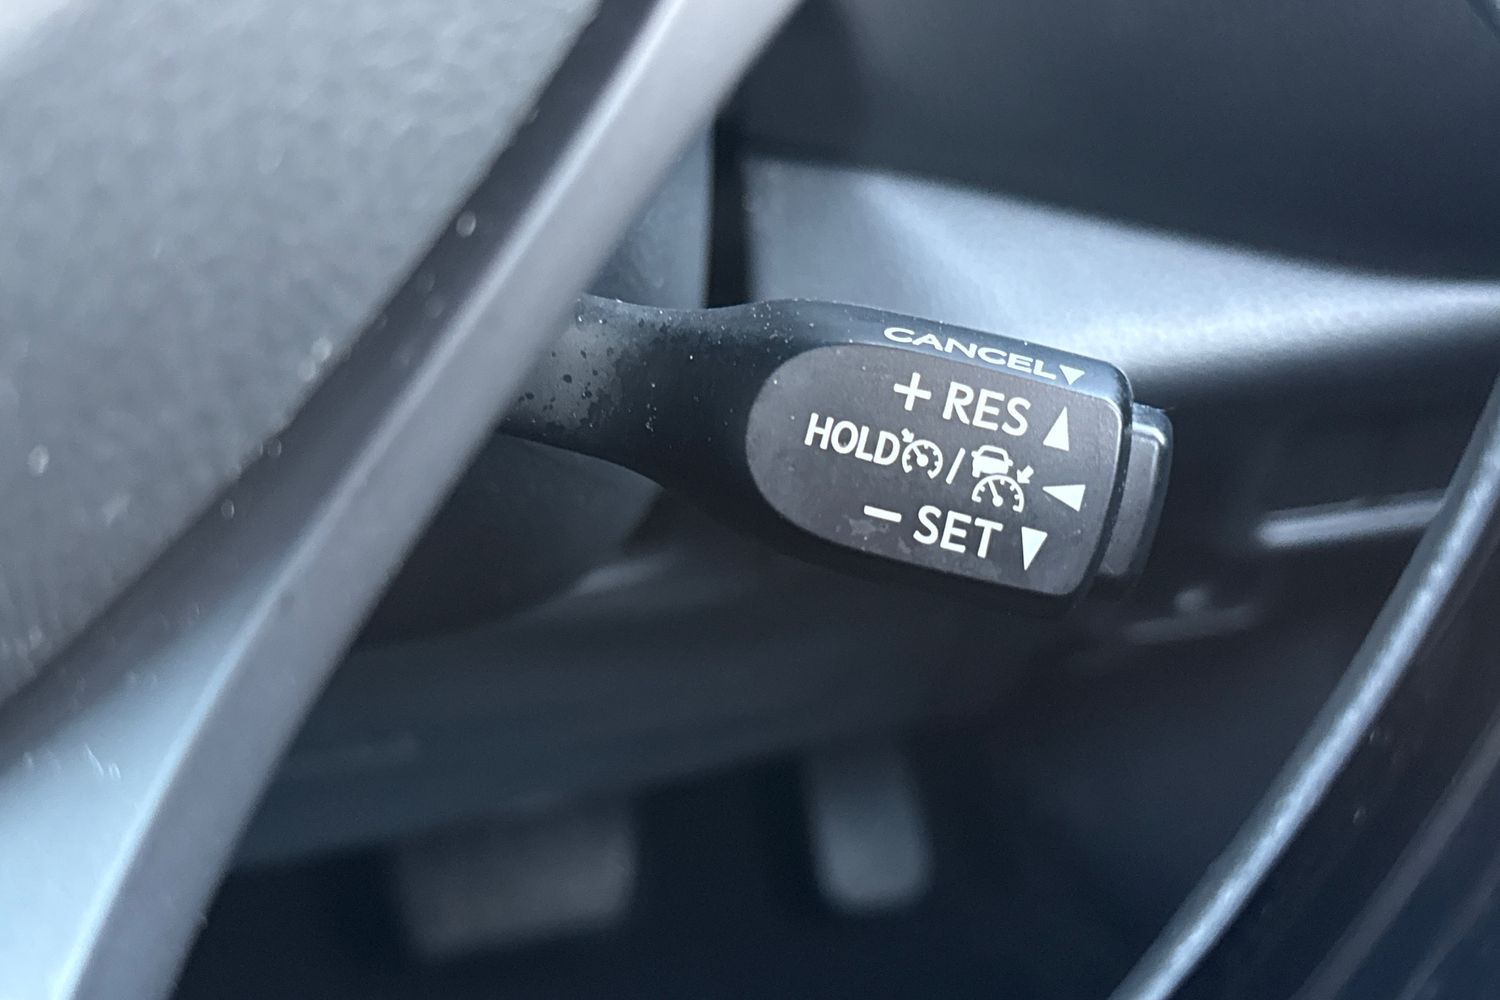 CANCEL▼
+ RES ▲
HOLD / ◀
− SET ▼